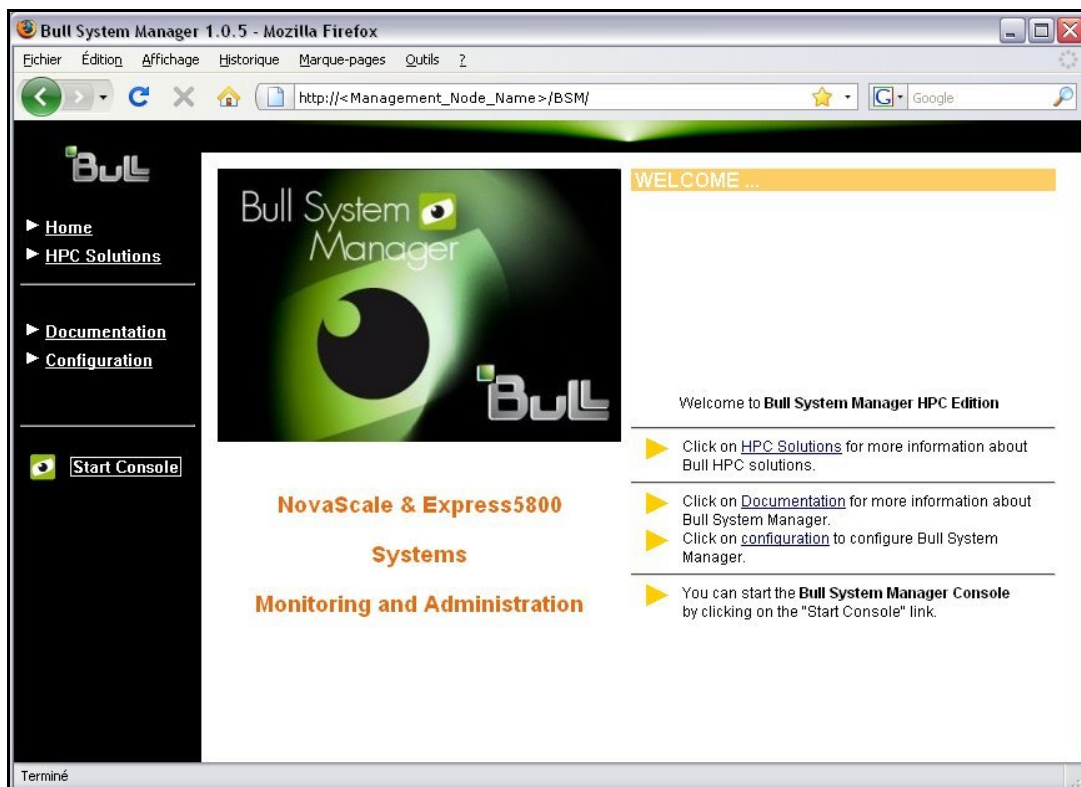 Bull System Manager 1.0.5 - Mozilla Firefox
Fichier Édition Affichage Historique Marque-pages Outils ?
http://<Management_Node_Name>/BSM/
Google
Bull
Home
HPC Solutions
Documentation
Configuration
Start Console
Bull System
Manager
Bull
NovaScale & Express5800
Systems
Monitoring and Administration
WELCOME ...
Welcome to Bull System Manager HPC Edition
Click on HPC Solutions for more information about
Bull HPC solutions.
Click on Documentation for more information about
Bull System Manager.
Click on configuration to configure Bull System
Manager.
You can start the Bull System Manager Console
by clicking on the "Start Console" link.
Terminé